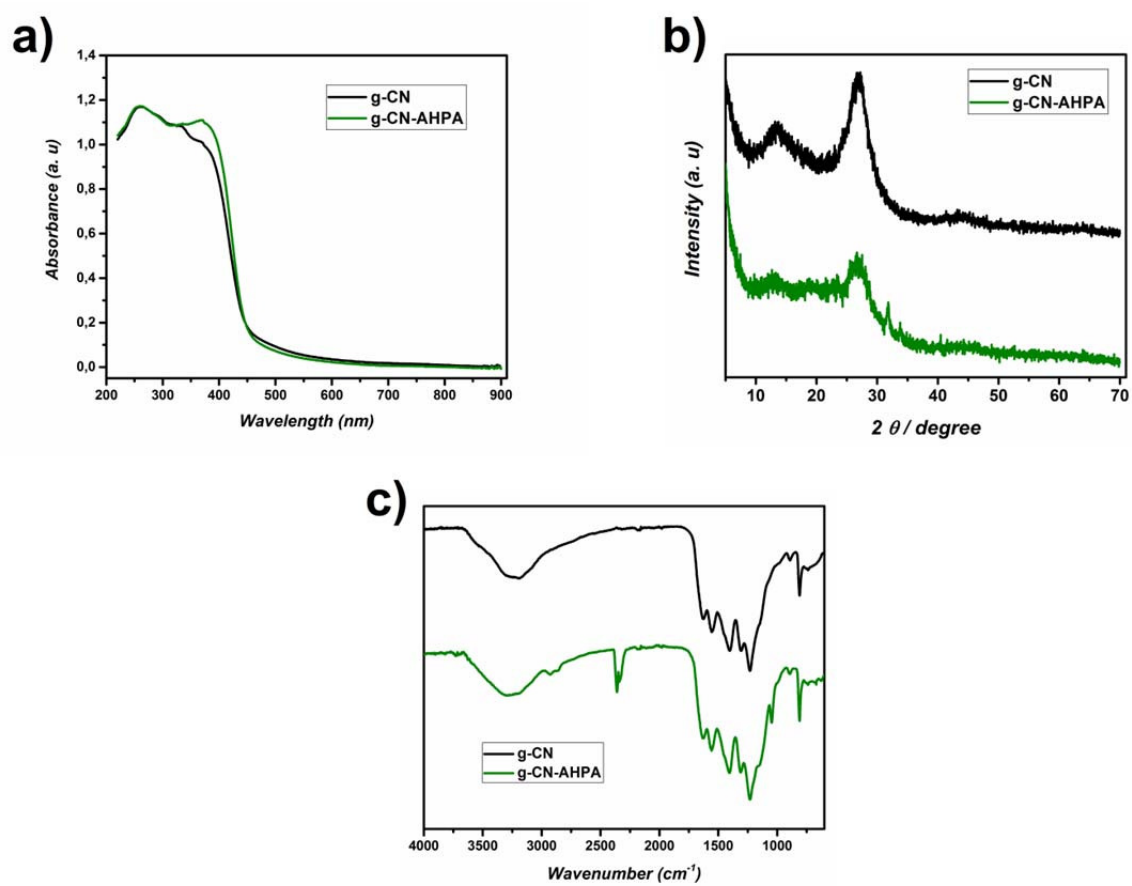 a)
1,4
1,2
1,0
0,8
0,6
0,4
0,2
0,0
Absorbance (a. u)
g-CN
g-CN-AHPA
200 300 400 500 600 700 800 900
Wavelength (nm)
b)
g-CN
g-CN-AHPA
Intensity (a. u)
10 20 30 40 50 60 70
2 θ / degree
c)
g-CN
g-CN-AHPA
4000 3500 3000 2500 2000 1500 1000
Wavenumber (cm⁻¹)